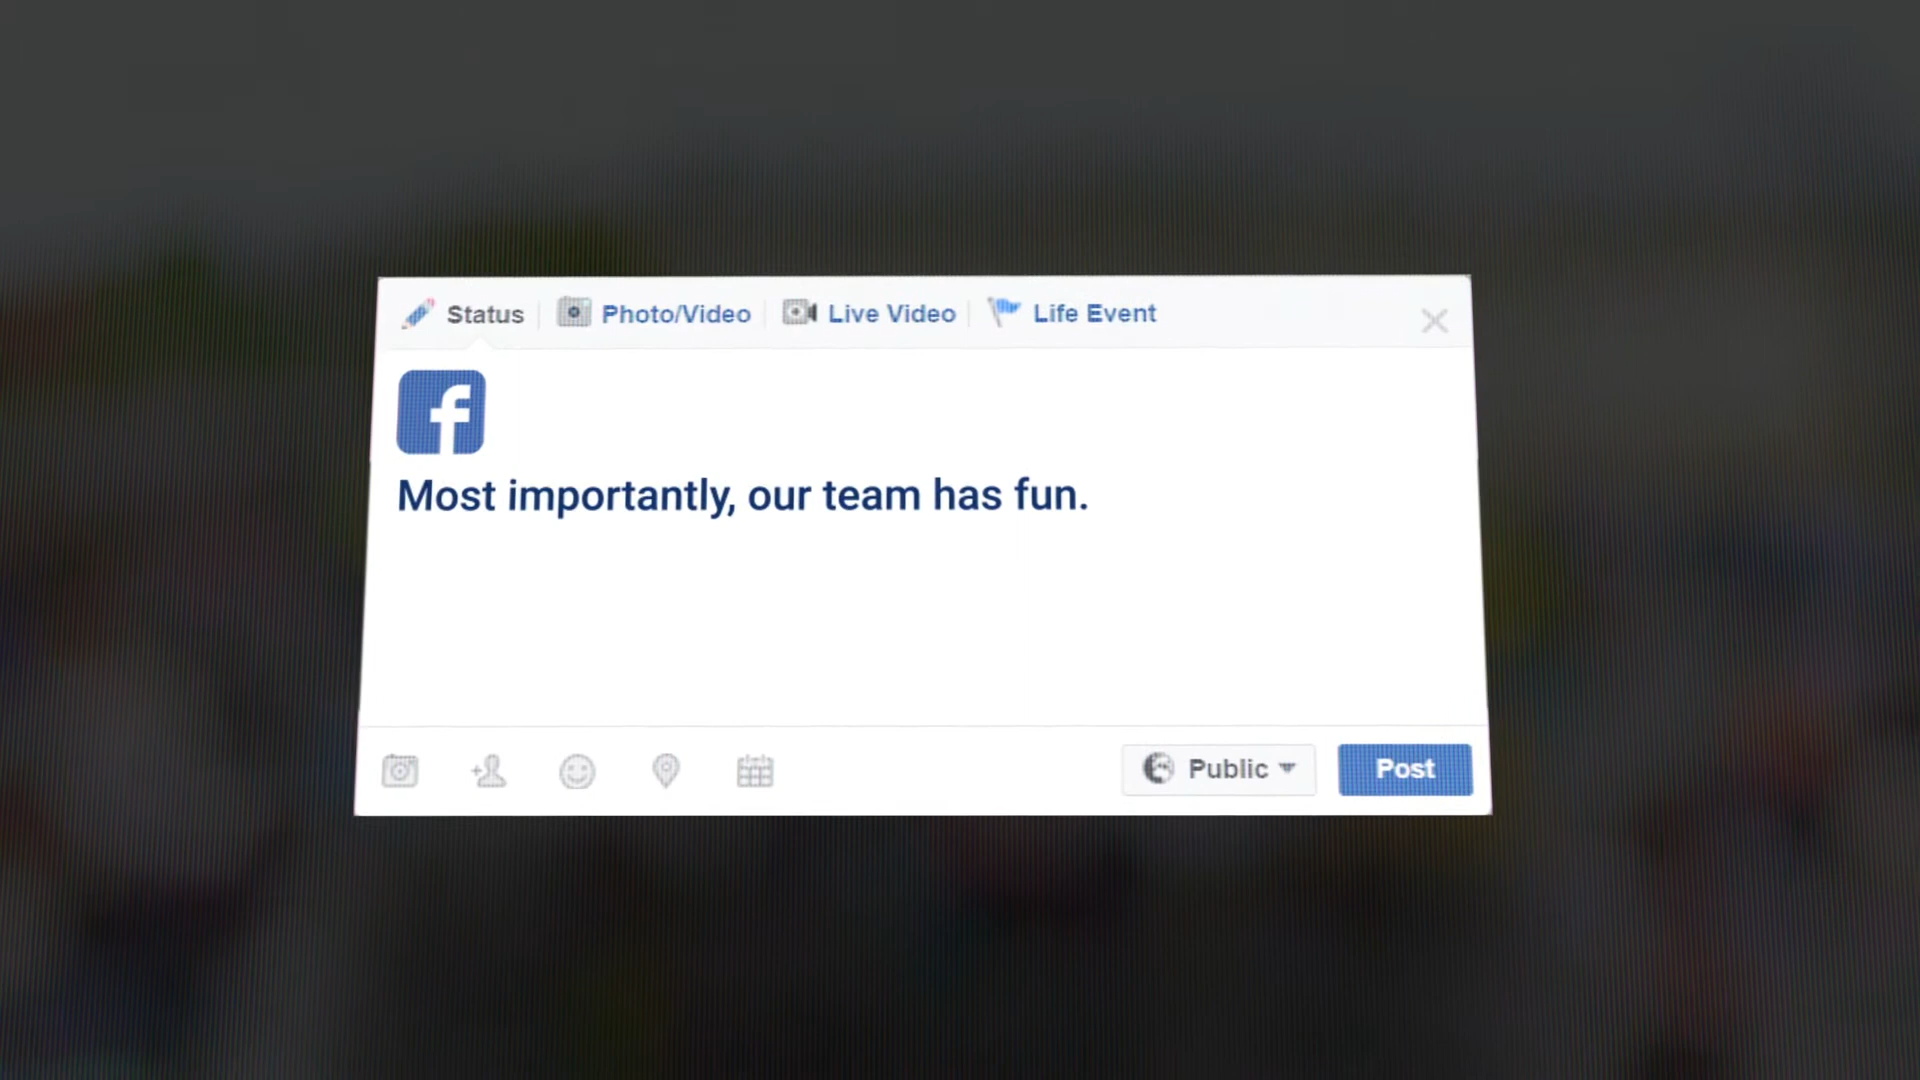 Status Photo/Video Live Video Life Event
Most importantly, our team has fun.
Public Post